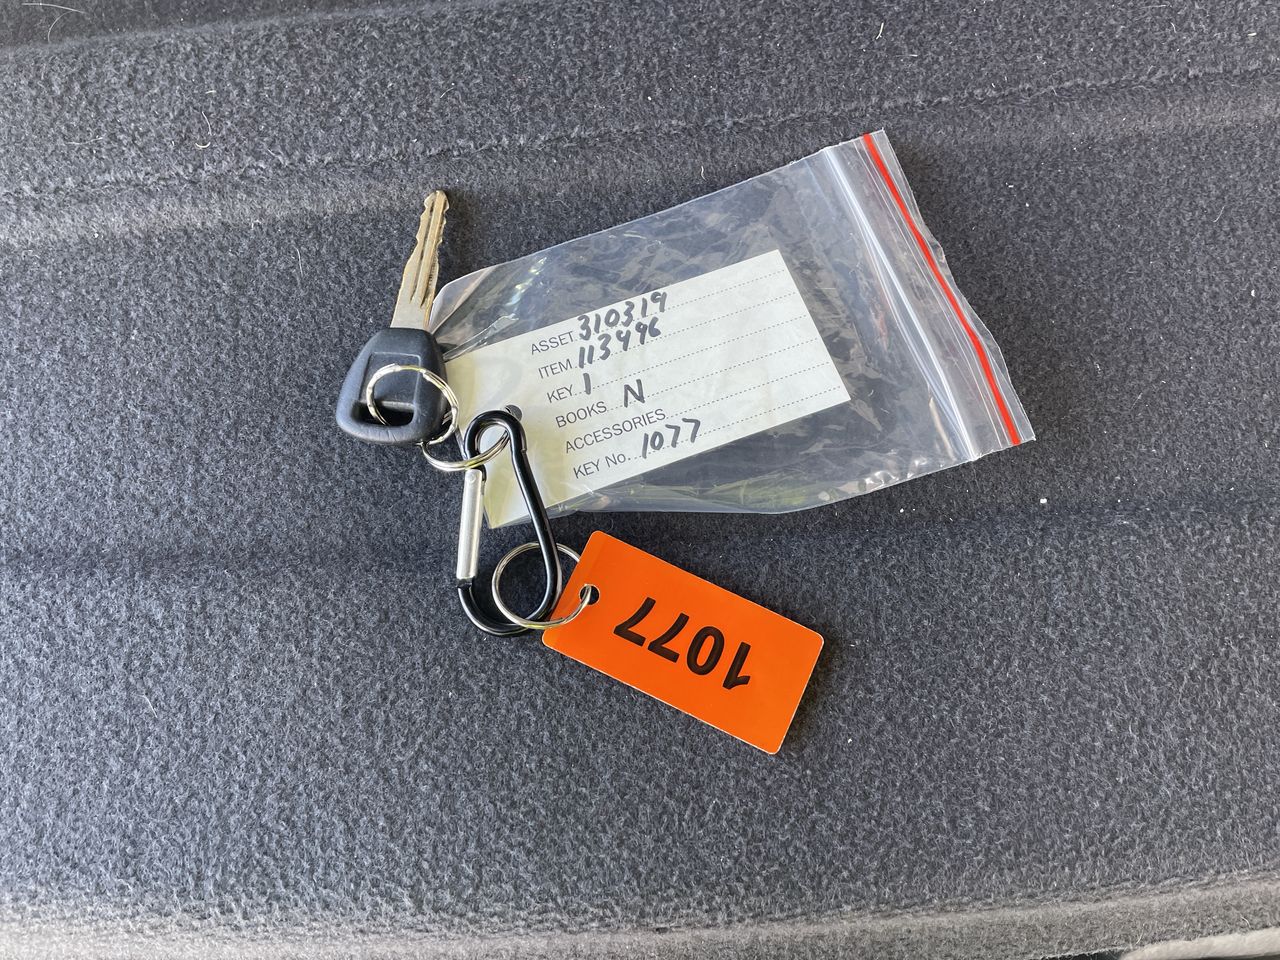 ASSET 310319
ITEM 113496
KEY 1
BOOKS N
ACCESSORIES
KEY No. 1077
1077